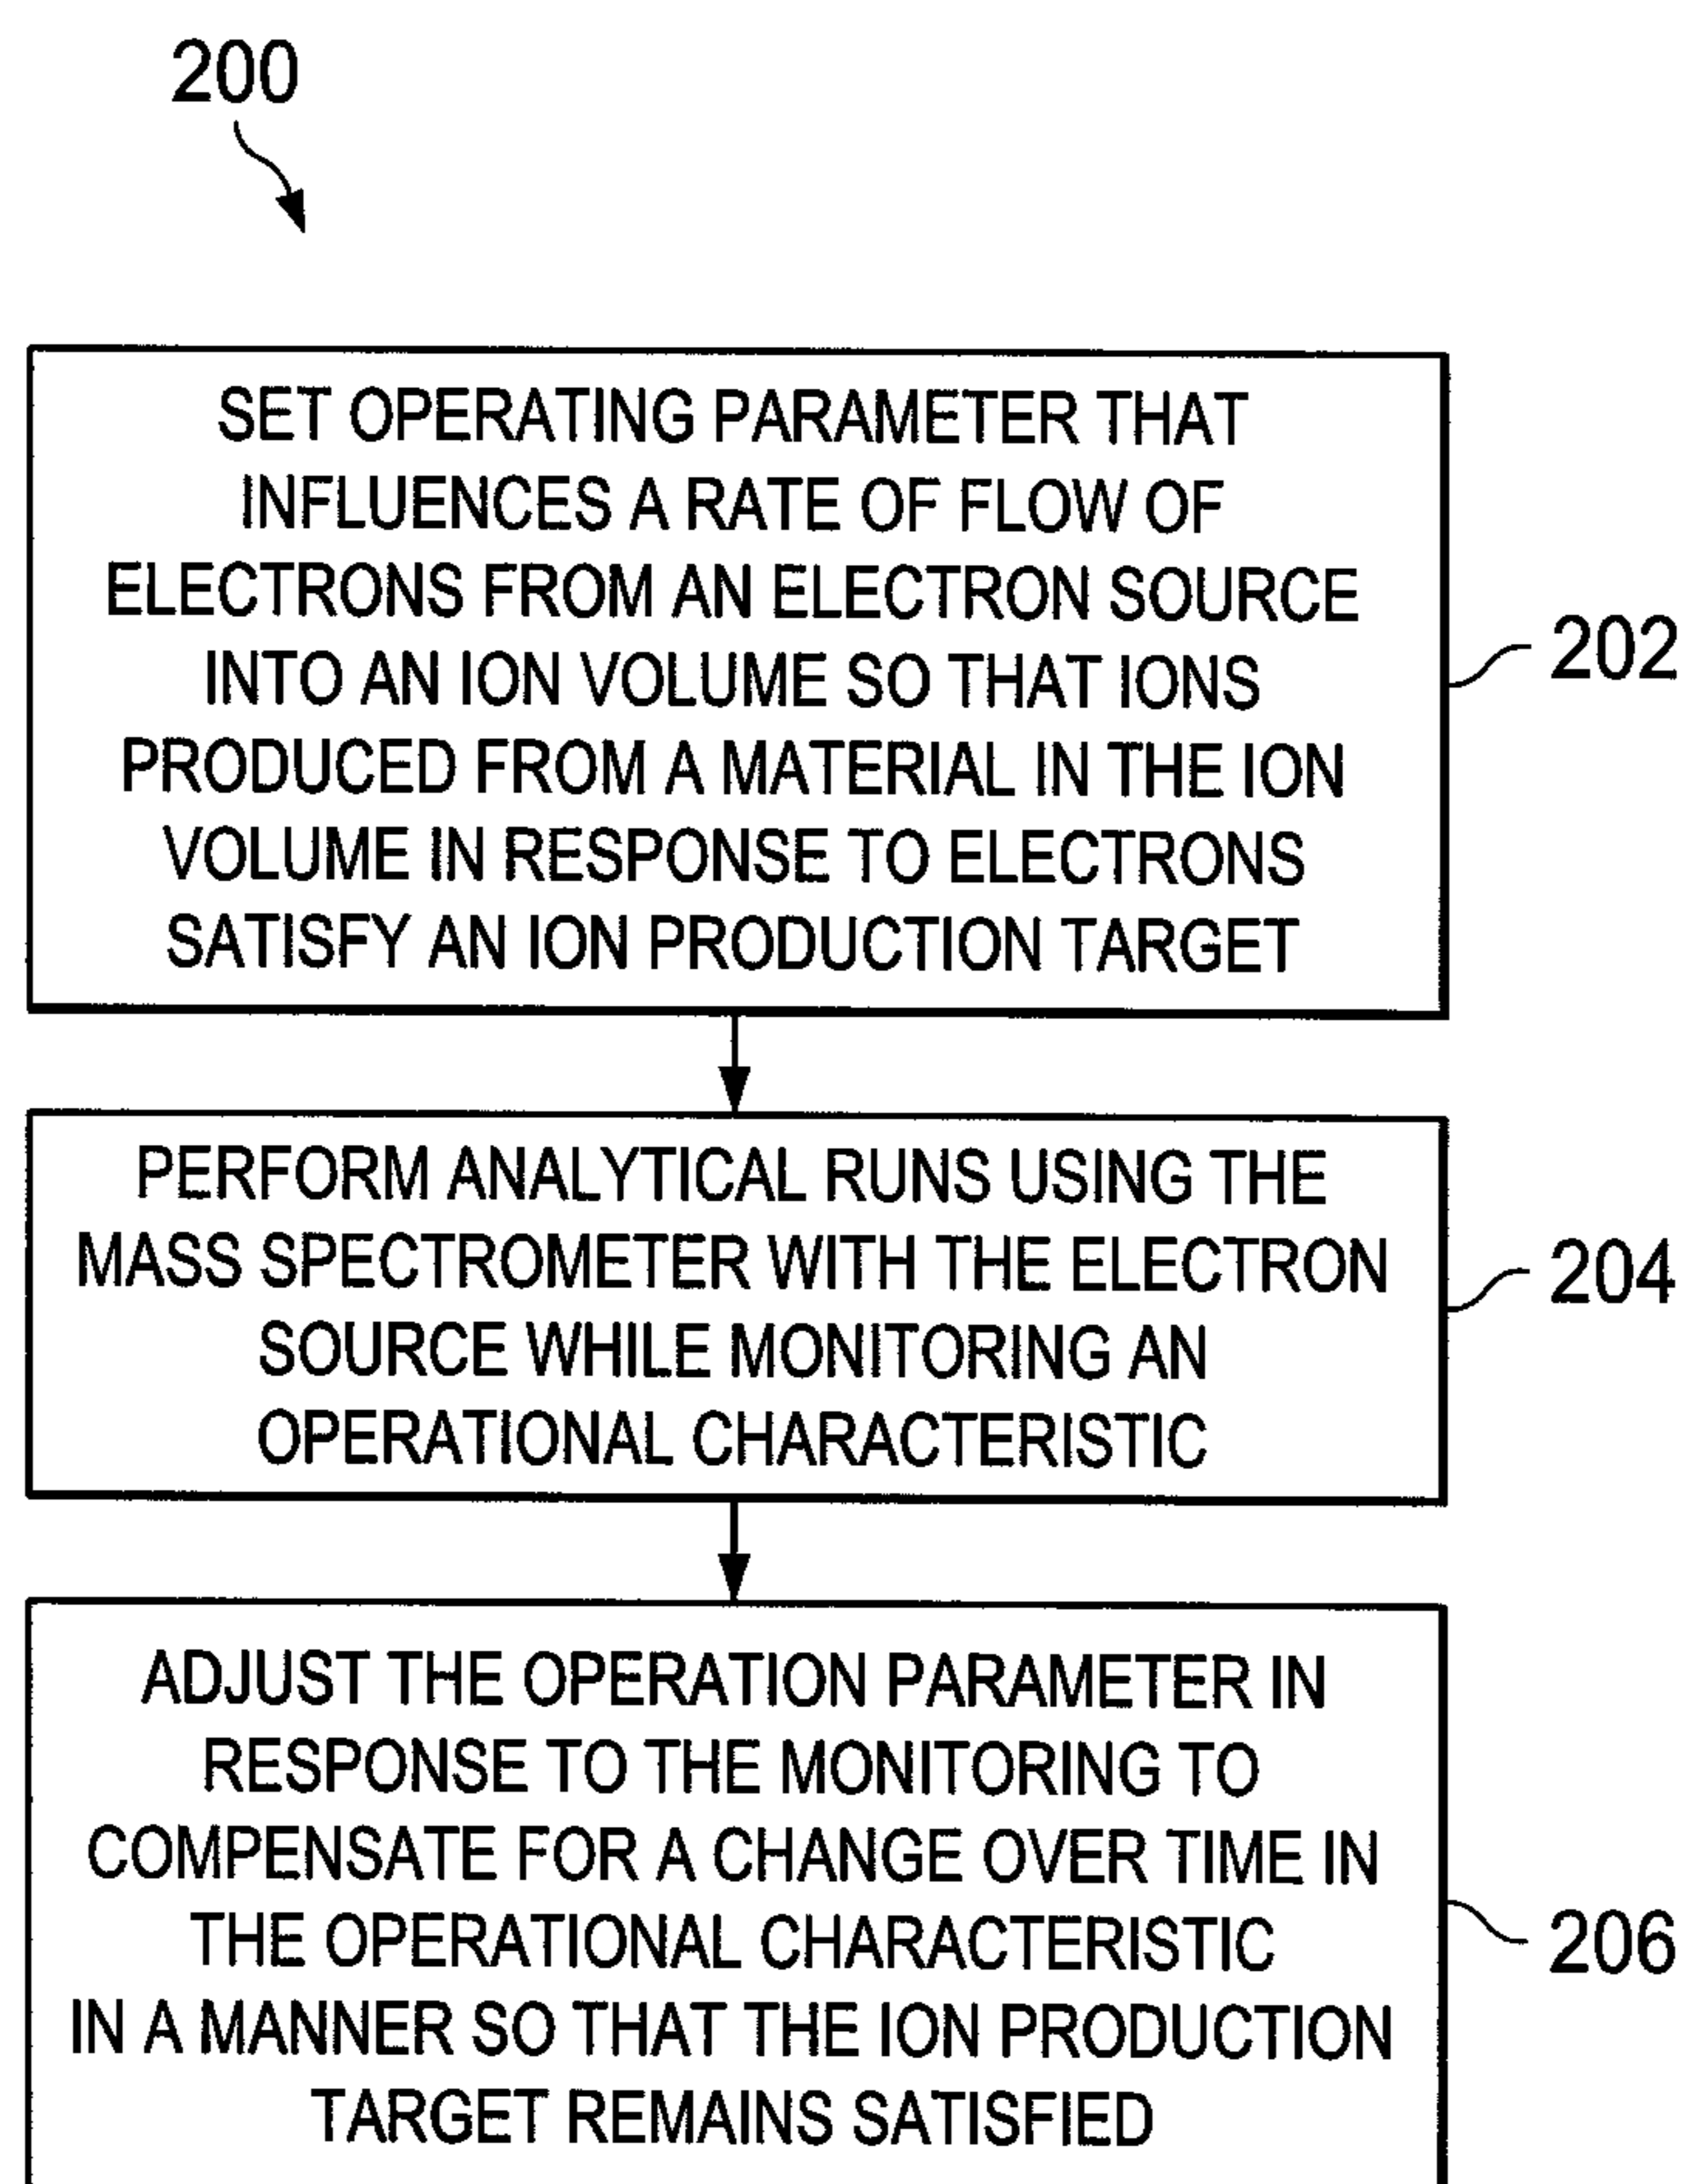 200
SET OPERATING PARAMETER THAT
INFLUENCES A RATE OF FLOW OF
ELECTRONS FROM AN ELECTRON SOURCE
INTO AN ION VOLUME SO THAT IONS
PRODUCED FROM A MATERIAL IN THE ION
VOLUME IN RESPONSE TO ELECTRONS
SATISFY AN ION PRODUCTION TARGET
202
PERFORM ANALYTICAL RUNS USING THE
MASS SPECTROMETER WITH THE ELECTRON
SOURCE WHILE MONITORING AN
OPERATIONAL CHARACTERISTIC
204
ADJUST THE OPERATION PARAMETER IN
RESPONSE TO THE MONITORING TO
COMPENSATE FOR A CHANGE OVER TIME IN
THE OPERATIONAL CHARACTERISTIC
IN A MANNER SO THAT THE ION PRODUCTION
TARGET REMAINS SATISFIED
206